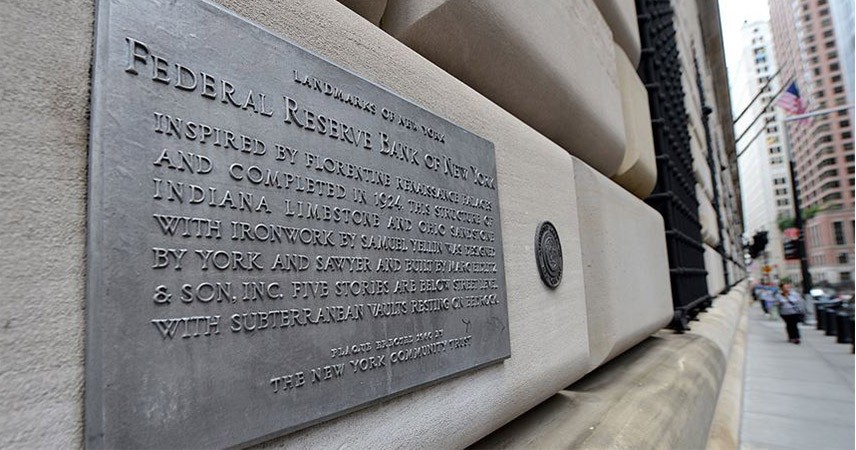 LANDMARKS OF NEW YORK
FEDERAL RESERVE BANK OF NEW YORK
INSPIRED BY FLORENTINE RENAISSANCE PALACES
AND COMPLETED IN 1924 THIS STRUCTURE OF
INDIANA LIMESTONE AND OHIO SANDSTONE
WITH IRONWORK BY SAMUEL YELLIN WAS DESIGNED
BY YORK AND SAWYER AND BUILT BY MARC EIDLITZ
& SON, INC. FIVE STORIES ARE BELOW STREET LEVEL
WITH SUBTERRANEAN VAULTS RESTING ON BEDROCK.
PLAQUE ERECTED BY
THE NEW YORK COMMUNITY TRUST